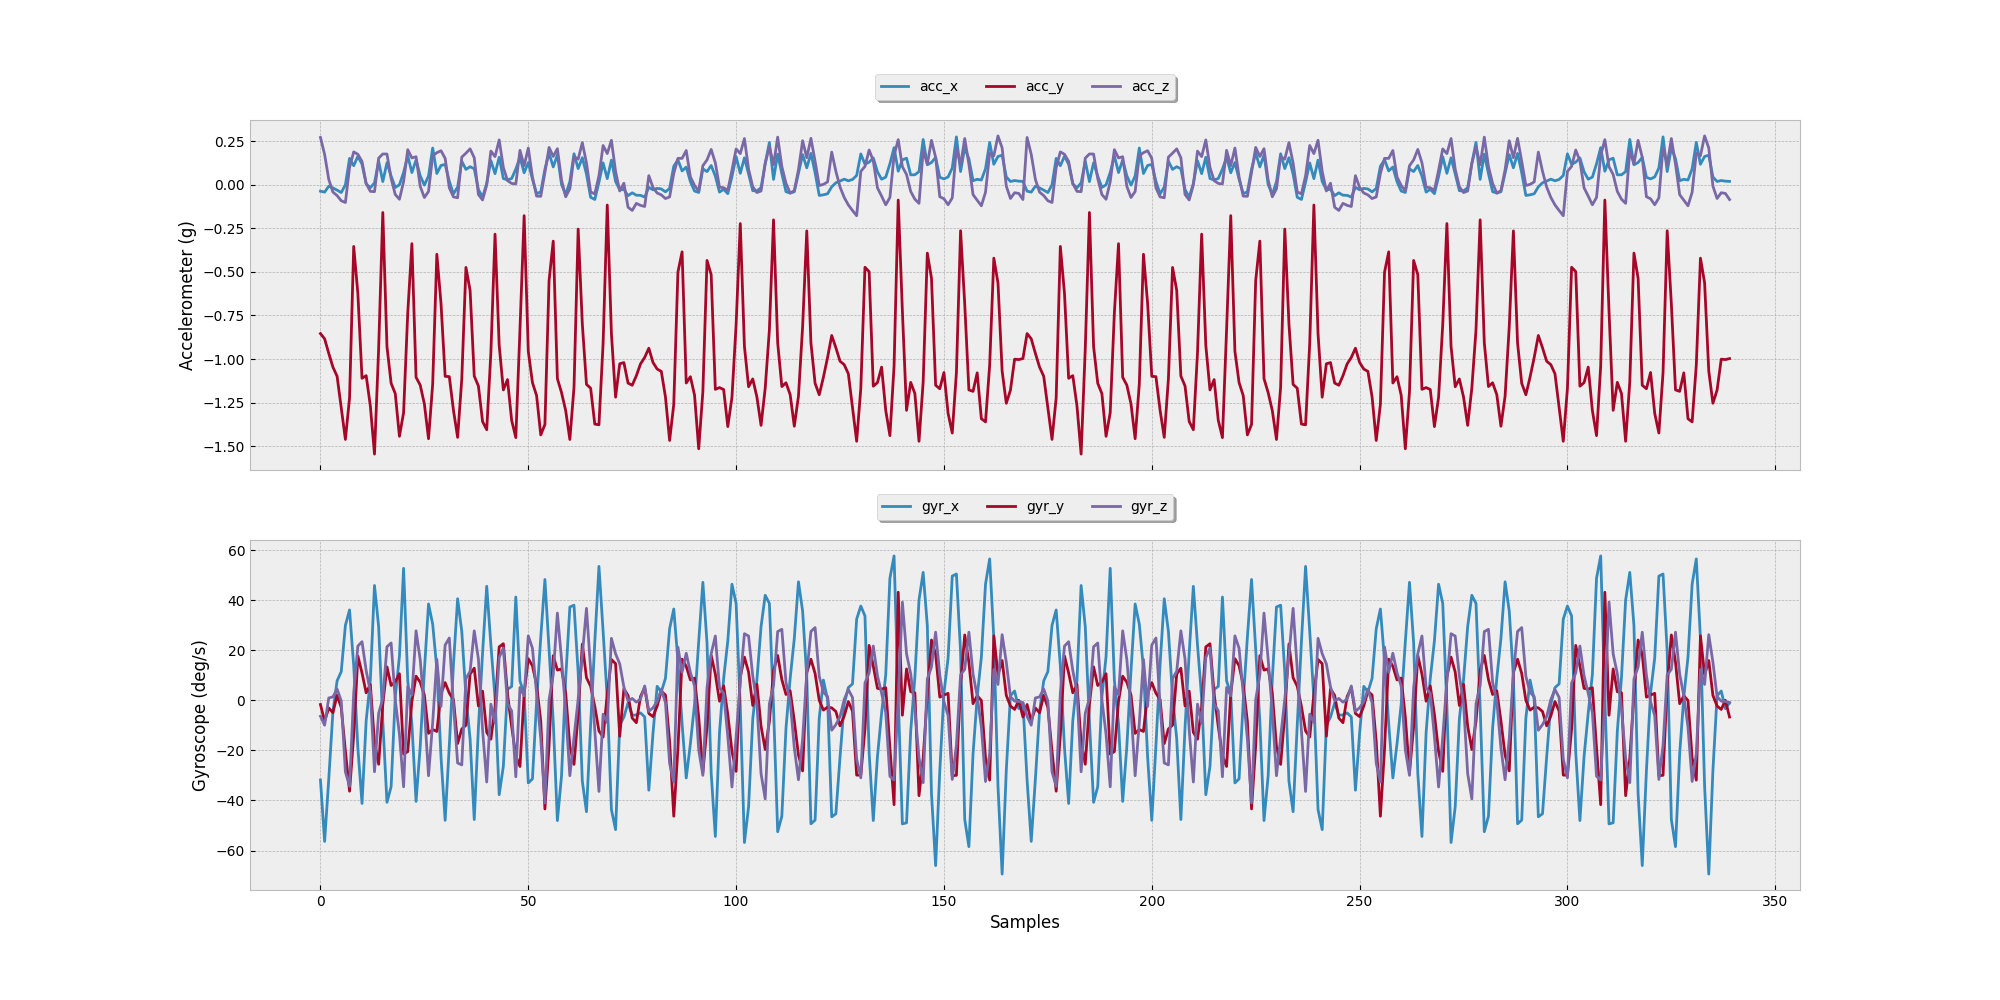 acc_x acc_y acc_z
Accelerometer (g)
0.25
0.00
−0.25
−0.50
−0.75
−1.00
−1.25
−1.50
gyr_x gyr_y gyr_z
Gyroscope (deg/s)
60
40
20
0
−20
−40
−60
0 50 100 150 200 250 300 350
Samples